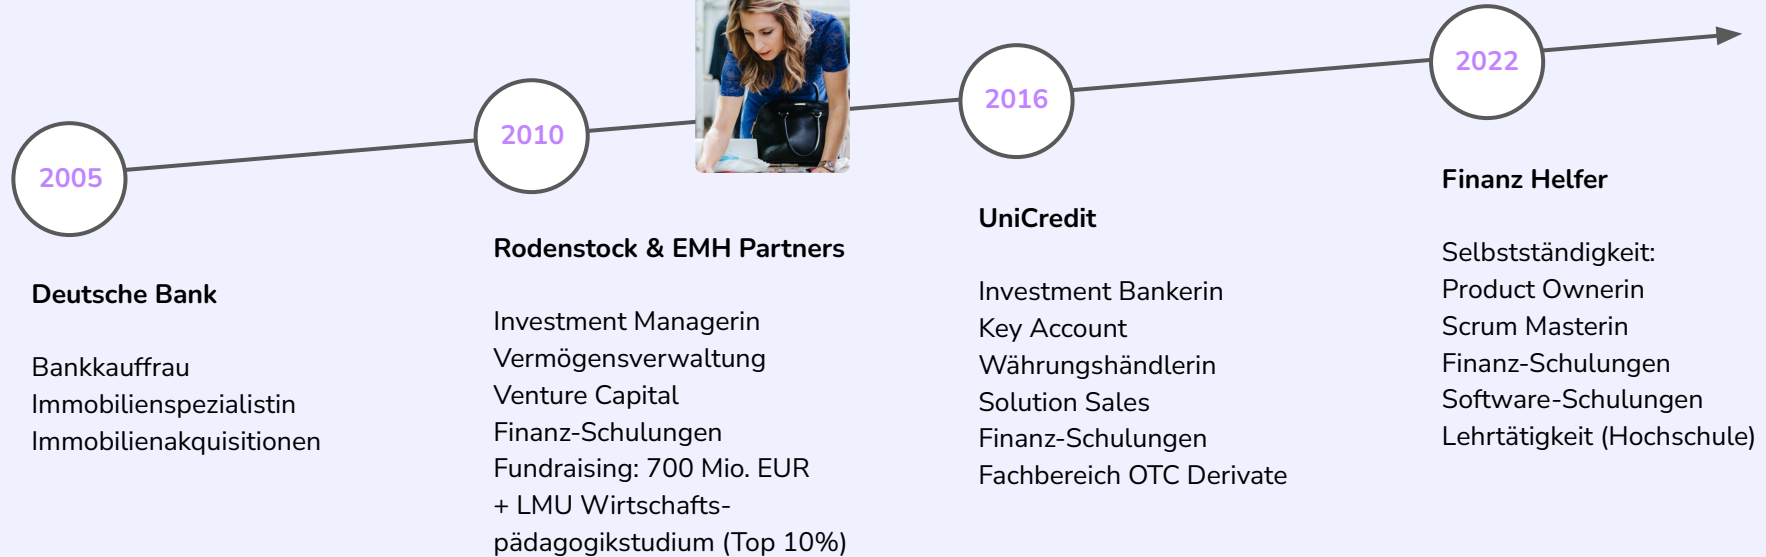 2005
Deutsche Bank
Bankkauffrau
Immobilienspezialistin
Immobilienakquisitionen
2010
Rodenstock & EMH Partners
Investment Managerin
Vermögensverwaltung
Venture Capital
Finanz-Schulungen
Fundraising: 700 Mio. EUR
+ LMU Wirtschafts-
pädagogikstudium (Top 10%)
2016
UniCredit
Investment Bankerin
Key Account
Währungshändlerin
Solution Sales
Finanz-Schulungen
Fachbereich OTC Derivate
2022
Finanz Helfer
Selbstständigkeit:
Product Ownerin
Scrum Masterin
Finanz-Schulungen
Software-Schulungen
Lehrtätigkeit (Hochschule)